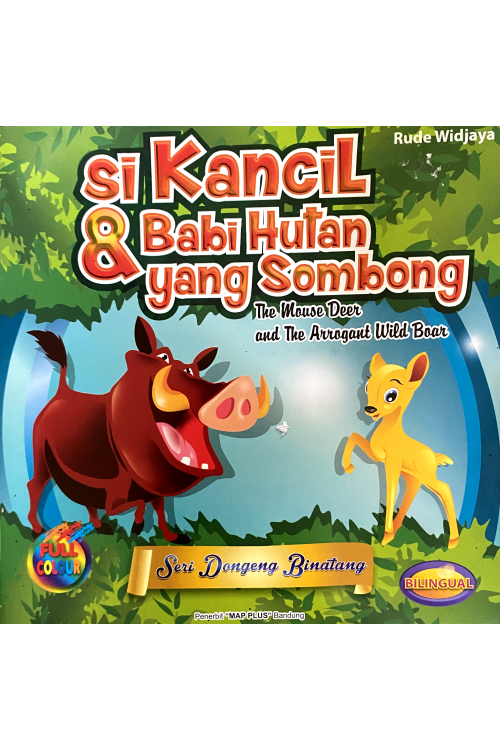 Rude Widjaya
si Kancil
& Babi Hutan
yang Sombong
The Mouse Deer
and The Arrogant Wild Boar
FULL
COLOUR
Seri Dongeng Binatang
BILINGUAL
Penerbit "MAP PLUS" Bandung